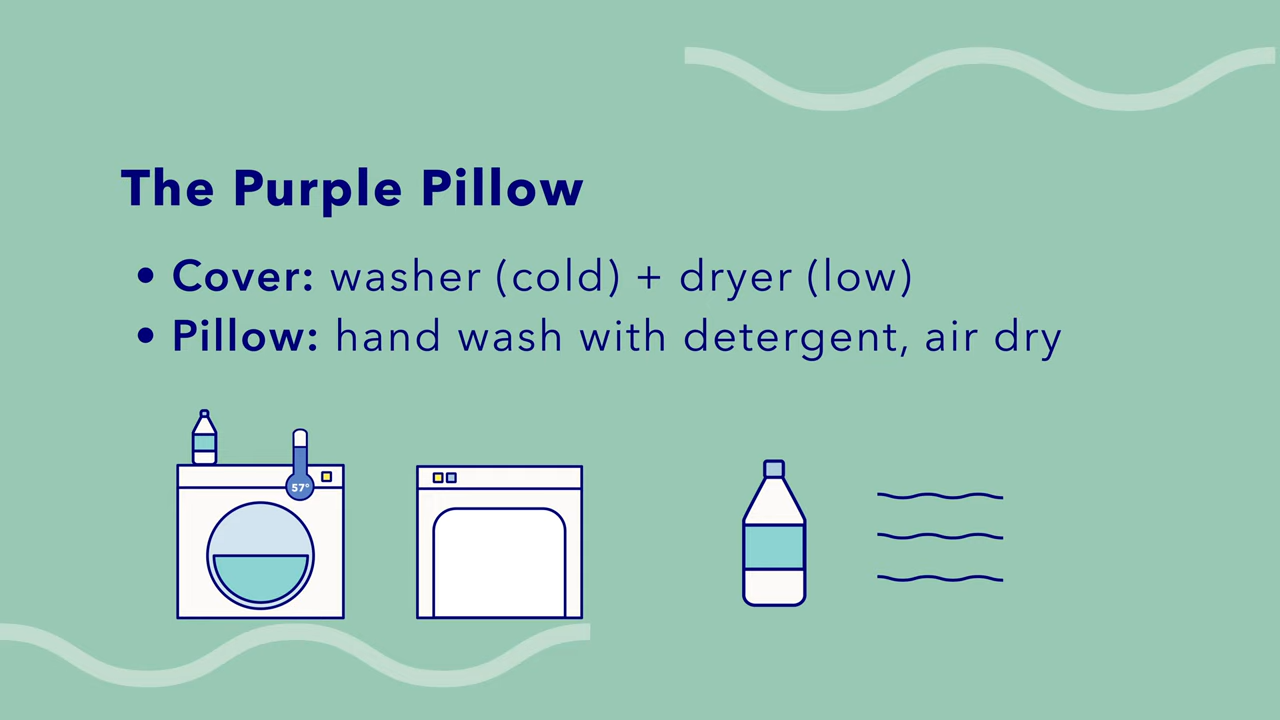 The Purple Pillow
• Cover: washer (cold) + dryer (low)
• Pillow: hand wash with detergent, air dry
57°